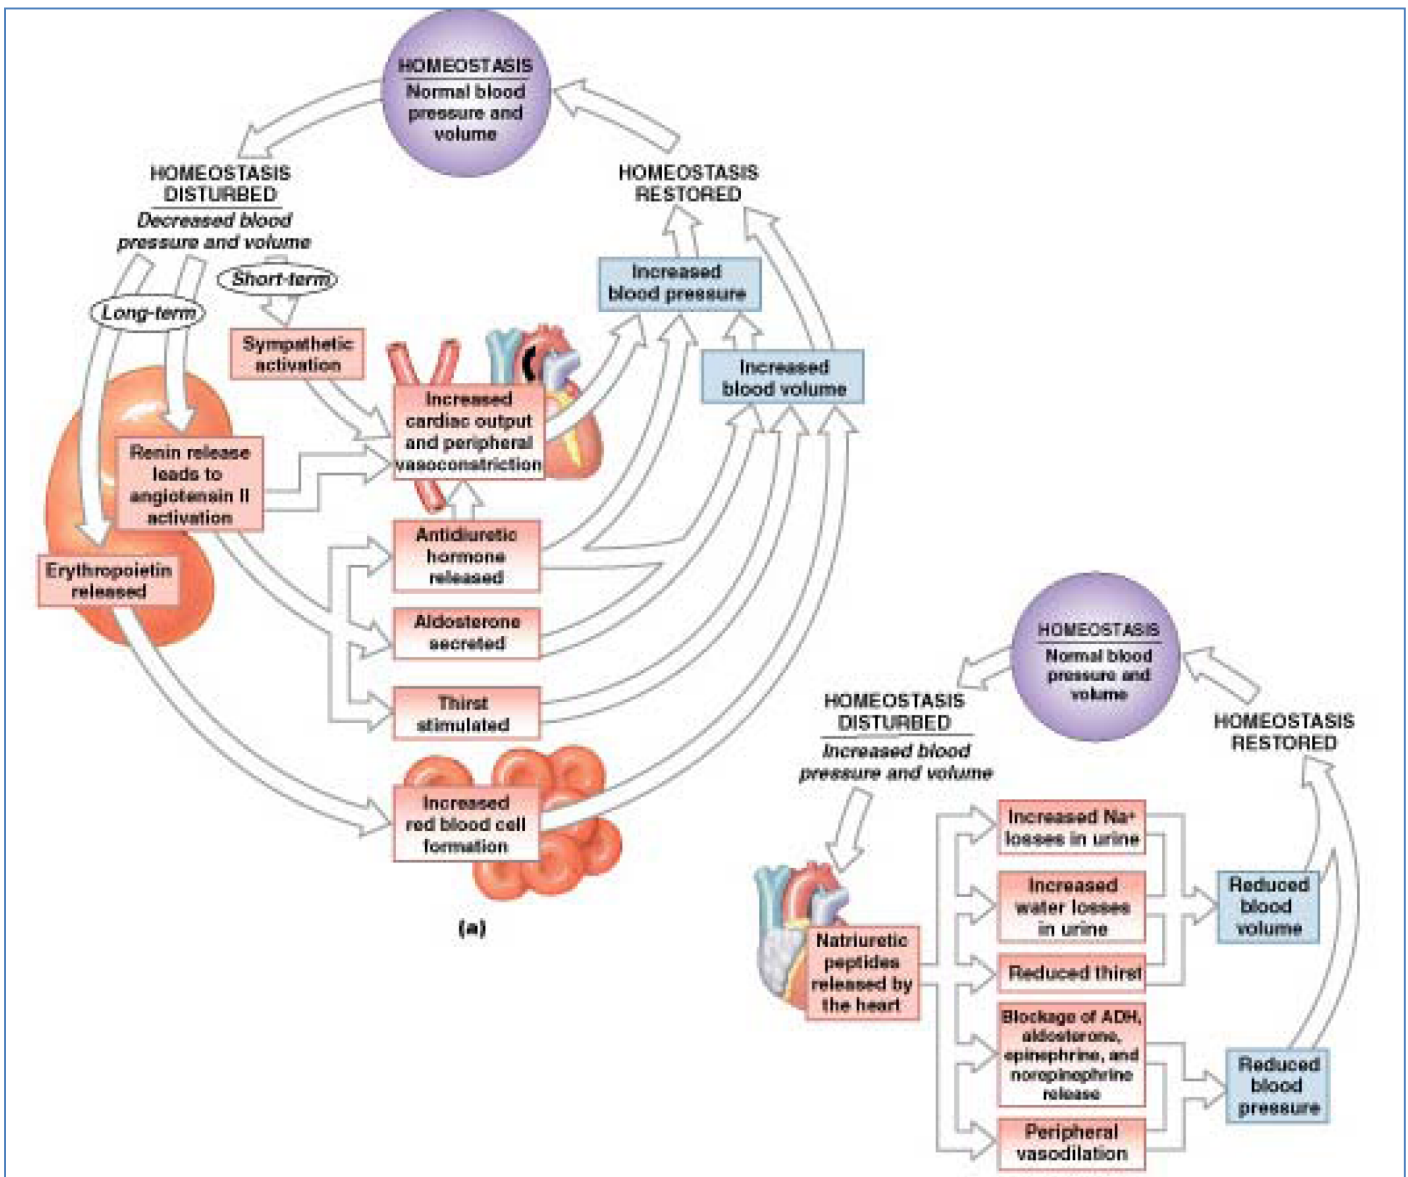 HOMEOSTASIS
Normal blood
pressure and
volume
HOMEOSTASIS
DISTURBED
Decreased blood
pressure and volume
HOMEOSTASIS
RESTORED
Short-term
Long-term
Increased
blood pressure
Sympathetic
activation
Increased
blood volume
Increased
cardiac output
and peripheral
vasoconstriction
Renin release
leads to
angiotensin II
activation
Antidiuretic
hormone
released
Erythropoietin
released
Aldosterone
secreted
Thirst
stimulated
Increased
red blood cell
formation
(a)
HOMEOSTASIS
Normal blood
pressure and
volume
HOMEOSTASIS
DISTURBED
Increased blood
pressure and volume
HOMEOSTASIS
RESTORED
Natriuretic
peptides
released by
the heart
Increased Na+
losses in urine
Increased
water losses
in urine
Reduced thirst
Blockage of ADH,
aldosterone,
epinephrine, and
norepinephrine
release
Peripheral
vasodilation
Reduced
blood
volume
Reduced
blood
pressure